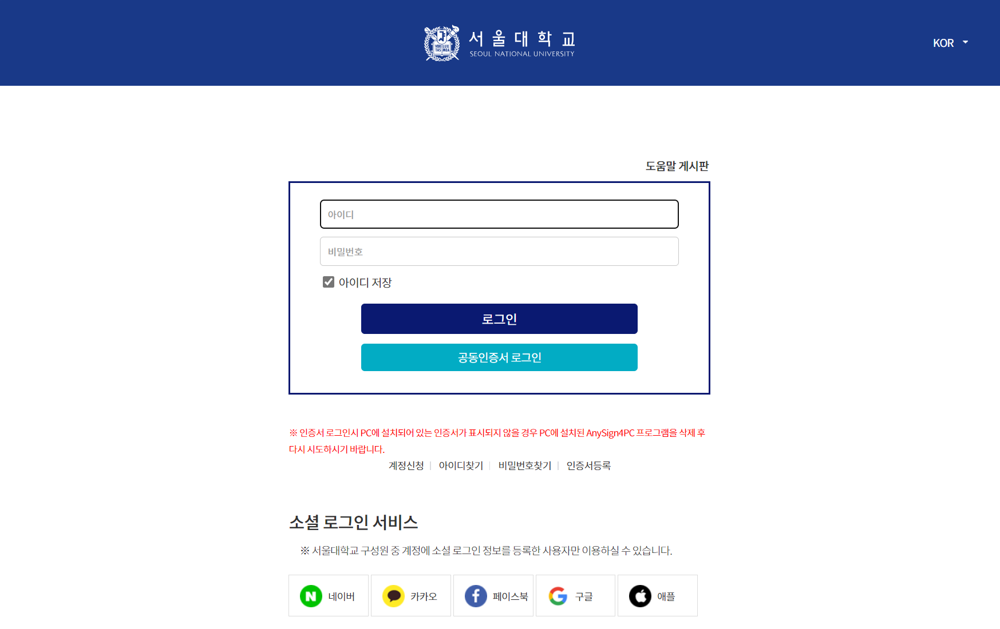 VERI LUX
TAS MEA
서울대학교
SEOUL NATIONAL UNIVERSITY
KOR
도움말 게시판
아이디
비밀번호
아이디 저장
로그인
공동인증서 로그인
※ 인증서 로그인시 PC에 설치되어 있는 인증서가 표시되지 않을 경우 PC에 설치된 AnySign4PC 프로그램을 삭제 후
다시 시도하시기 바랍니다.
계정신청 아이디찾기 비밀번호찾기 인증서등록
소셜 로그인 서비스
※ 서울대학교 구성원 중 계정에 소셜 로그인 정보를 등록한 사용자만 이용하실 수 있습니다.
네이버 카카오 페이스북 구글 애플